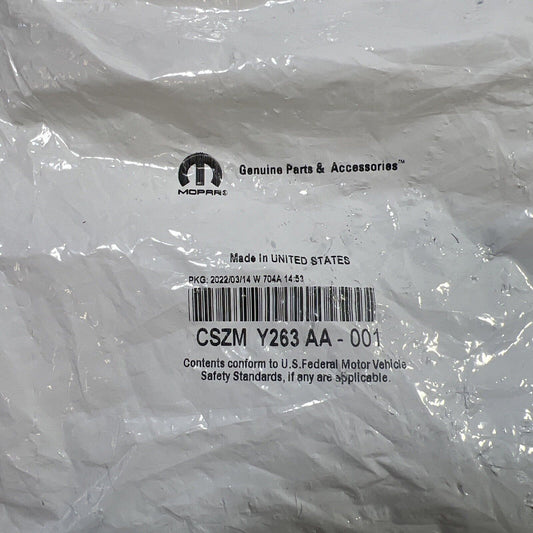 Genuine Parts & Accessories™
MOPAR®
Made In UNITED STATES
PKG: 2022/03/14 W 704A 14:53
CSZM Y263 AA - 001
Contents conform to U.S.Federal Motor Vehicle
Safety Standards, if any are applicable.